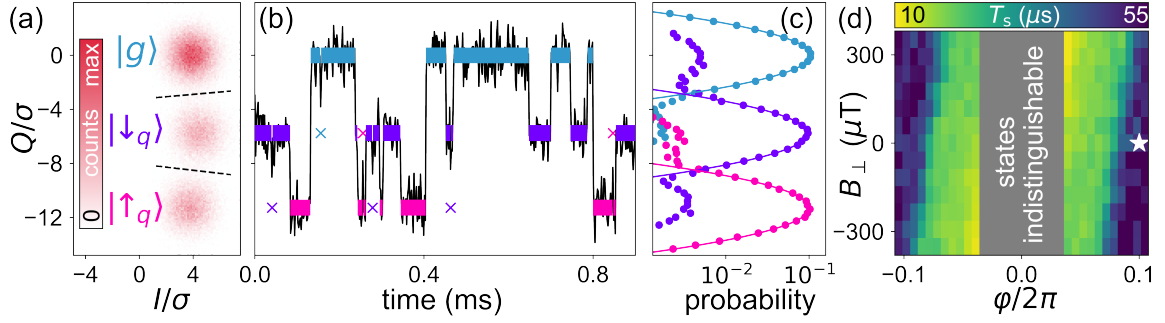 (a)
(b)
(c)
(d)
|g⟩
|↓q⟩
|↑q⟩
0 counts max
Q/σ
0
−4
−8
−12
−4 0 4
I/σ
0.0 0.4 0.8
time (ms)
10⁻² 10⁻¹
probability
10 Tₛ (μs) 55
B⊥ (μT)
300
0
−300
states
indistinguishable
−0.1 0.0 0.1
φ/2π